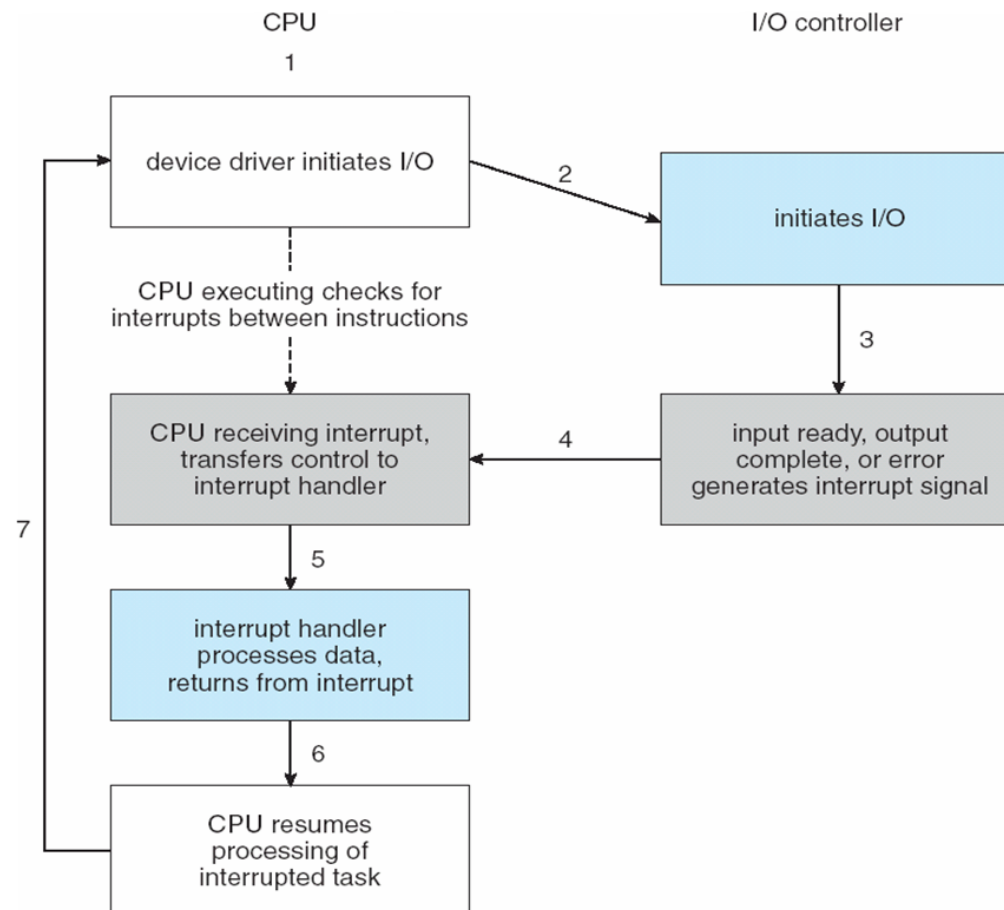 CPU
I/O controller
1
device driver initiates I/O
2
initiates I/O
CPU executing checks for
interrupts between instructions
3
CPU receiving interrupt,
transfers control to
interrupt handler
4
input ready, output
complete, or error
generates interrupt signal
7
5
interrupt handler
processes data,
returns from interrupt
6
CPU resumes
processing of
interrupted task